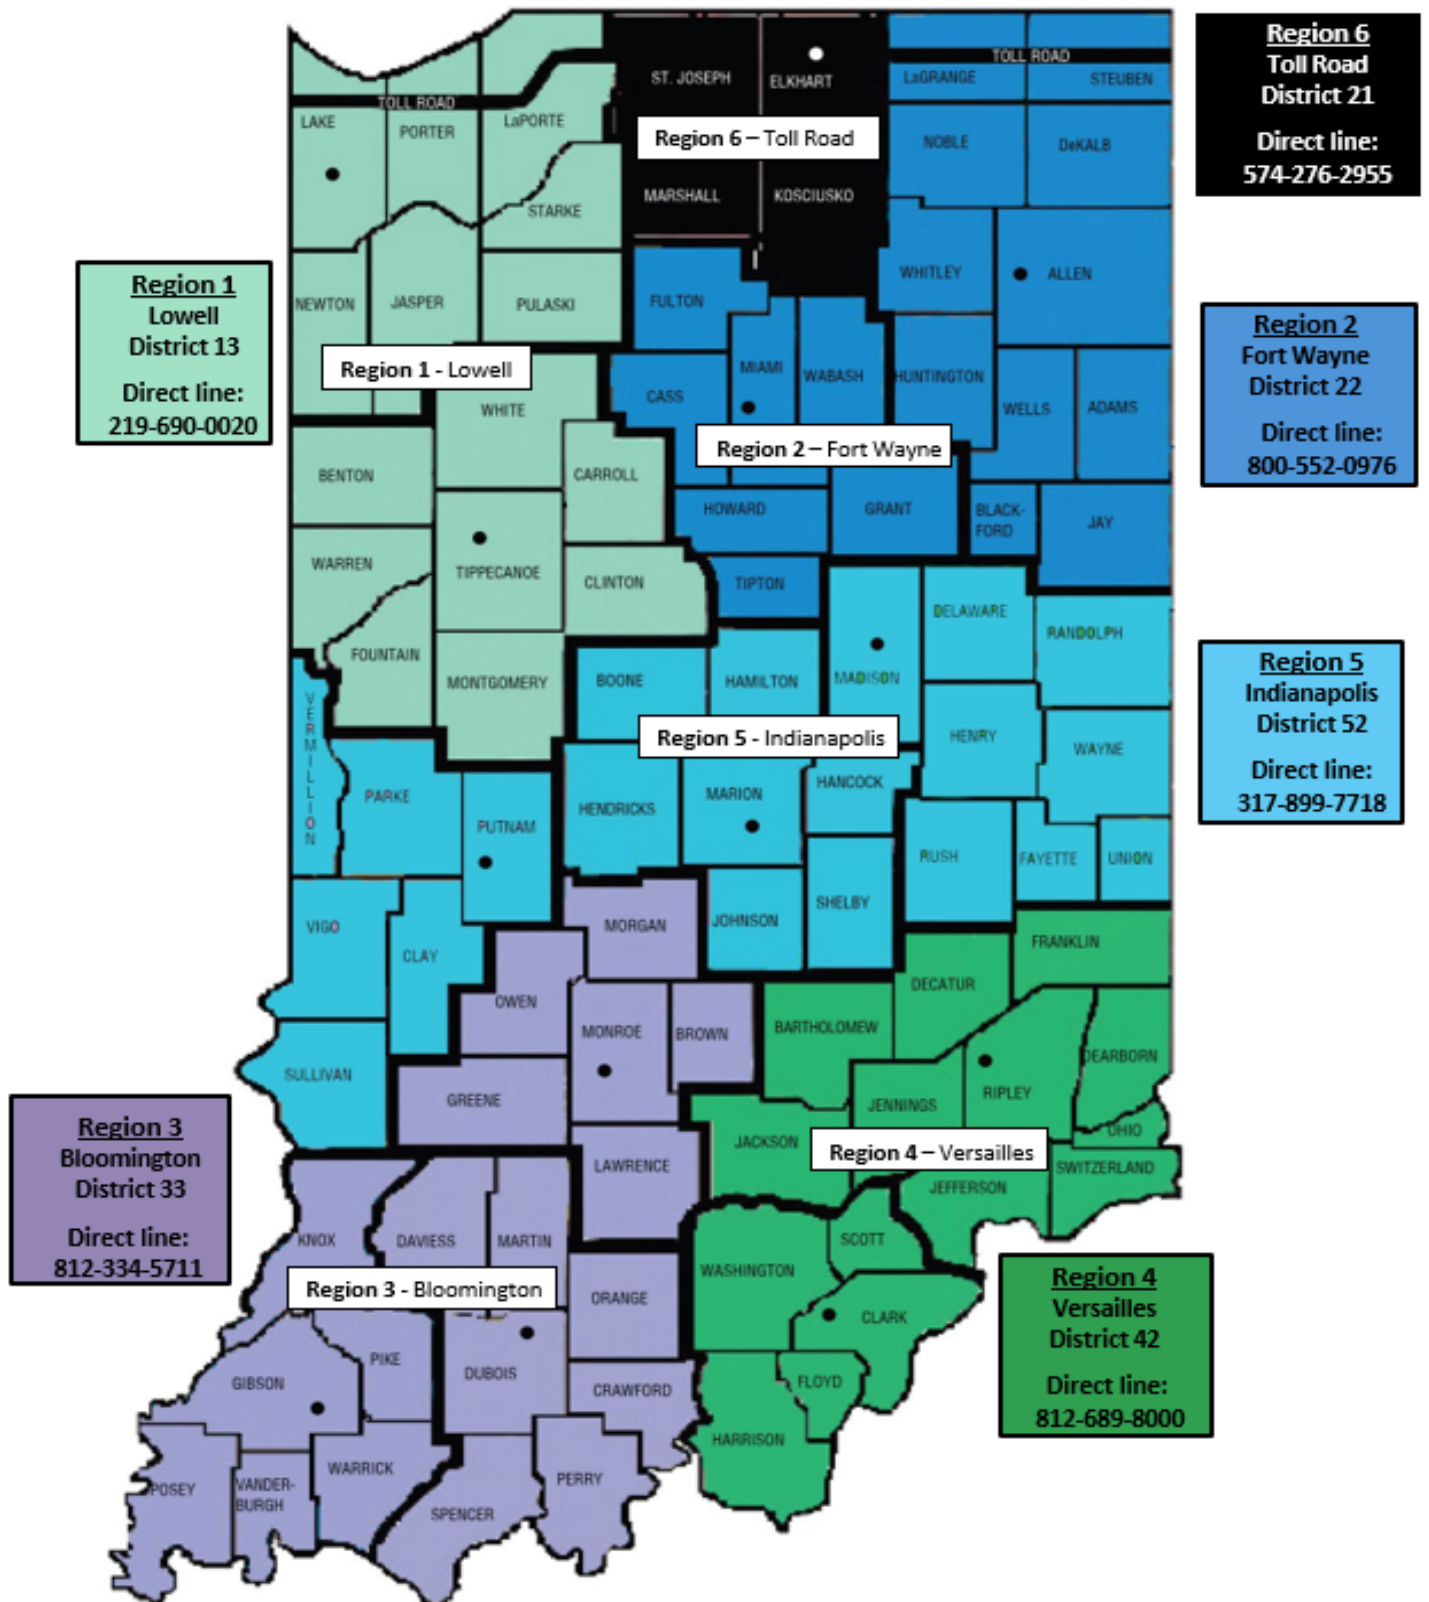 Region 6
Toll Road
District 21
Direct line:
574-276-2955
TOLL ROAD
TOLL ROAD
ST. JOSEPH
ELKHART
LaGRANGE
STEUBEN
LAKE
PORTER
LaPORTE
Region 6 – Toll Road
NOBLE
DeKALB
MARSHALL
KOSCIUSKO
STARKE
WHITLEY
ALLEN
Region 1
Lowell
District 13
Direct line:
219-690-0020
NEWTON
JASPER
PULASKI
FULTON
Region 2
Fort Wayne
District 22
Direct line:
800-552-0976
Region 1 - Lowell
MIAMI
WABASH
HUNTINGTON
CASS
WHITE
WELLS
ADAMS
Region 2 – Fort Wayne
BENTON
CARROLL
HOWARD
GRANT
BLACK-
FORD
JAY
WARREN
TIPPECANOE
CLINTON
TIPTON
DELAWARE
RANDOLPH
FOUNTAIN
MONTGOMERY
BOONE
HAMILTON
MADISON
Region 5
Indianapolis
District 52
Direct line:
317-899-7718
VERMILLION
Region 5 - Indianapolis
HENRY
WAYNE
PARKE
PUTNAM
HENDRICKS
MARION
HANCOCK
RUSH
FAYETTE
UNION
VIGO
CLAY
MORGAN
JOHNSON
SHELBY
FRANKLIN
DECATUR
OWEN
MONROE
BROWN
BARTHOLOMEW
DEARBORN
SULLIVAN
GREENE
JENNINGS
RIPLEY
OHIO
Region 3
Bloomington
District 33
Direct line:
812-334-5711
LAWRENCE
JACKSON
Region 4 – Versailles
SWITZERLAND
JEFFERSON
KNOX
DAVIESS
MARTIN
SCOTT
WASHINGTON
Region 3 - Bloomington
ORANGE
CLARK
Region 4
Versailles
District 42
Direct line:
812-689-8000
GIBSON
PIKE
DUBOIS
CRAWFORD
FLOYD
HARRISON
POSEY
VANDER-
BURGH
WARRICK
SPENCER
PERRY